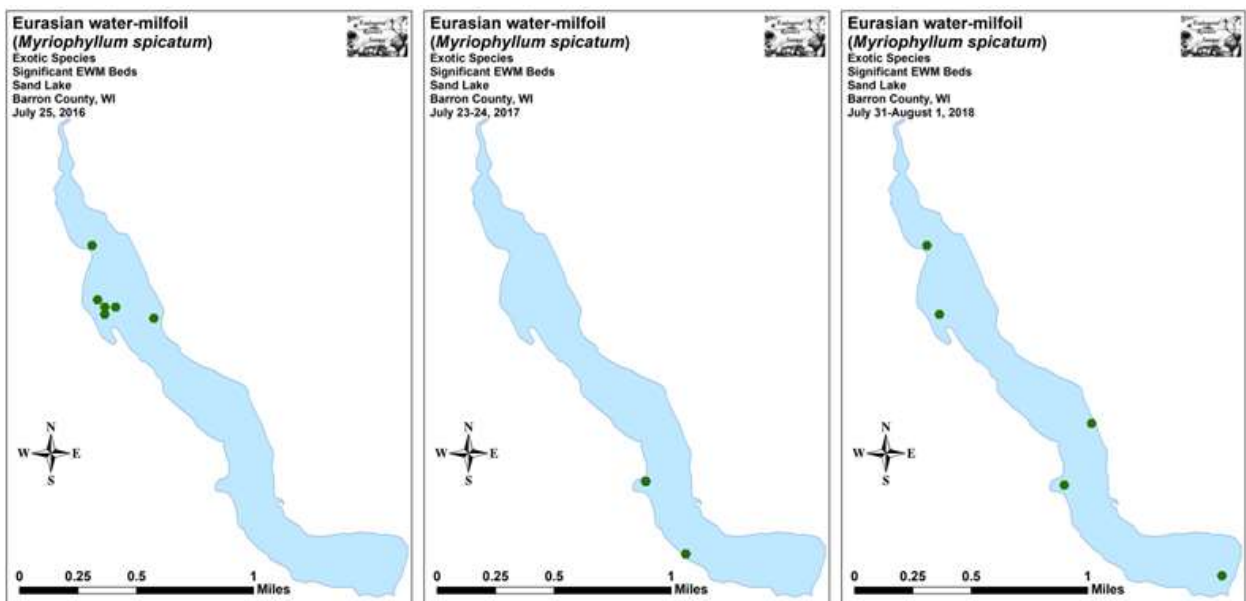 Eurasian water-milfoil
(Myriophyllum spicatum)
Exotic Species
Significant EWM Beds
Sand Lake
Barron County, WI
July 25, 2016
N
W E
S
0 0.25 0.5 1
Miles
Eurasian water-milfoil
(Myriophyllum spicatum)
Exotic Species
Significant EWM Beds
Sand Lake
Barron County, WI
July 23-24, 2017
N
W E
S
0 0.25 0.5 1
Miles
Eurasian water-milfoil
(Myriophyllum spicatum)
Exotic Species
Significant EWM Beds
Sand Lake
Barron County, WI
July 31-August 1, 2018
N
W E
S
0 0.25 0.5 1
Miles